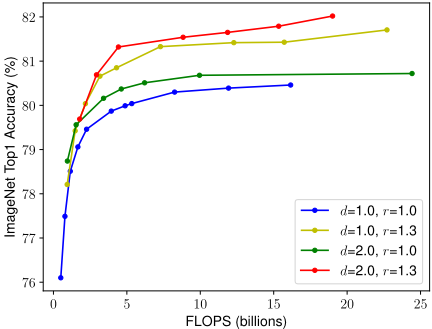 82
81
80
79
78
77
76
ImageNet Top1 Accuracy (%)
d=1.0, r=1.0
d=1.0, r=1.3
d=2.0, r=1.0
d=2.0, r=1.3
0 5 10 15 20 25
FLOPS (billions)